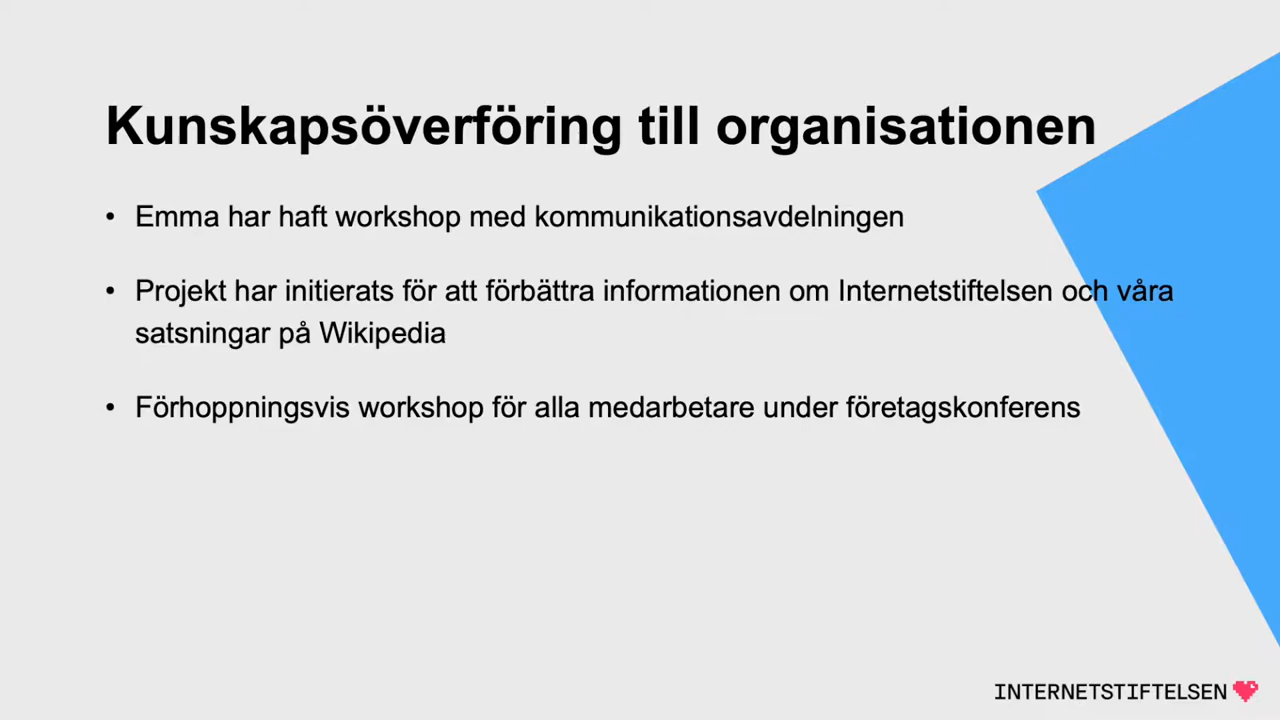 Kunskapsöverföring till organisationen
• Emma har haft workshop med kommunikationsavdelningen
• Projekt har initierats för att förbättra informationen om Internetstiftelsen och våra
satsningar på Wikipedia
• Förhoppningsvis workshop för alla medarbetare under företagskonferens
INTERNETSTIFTELSEN